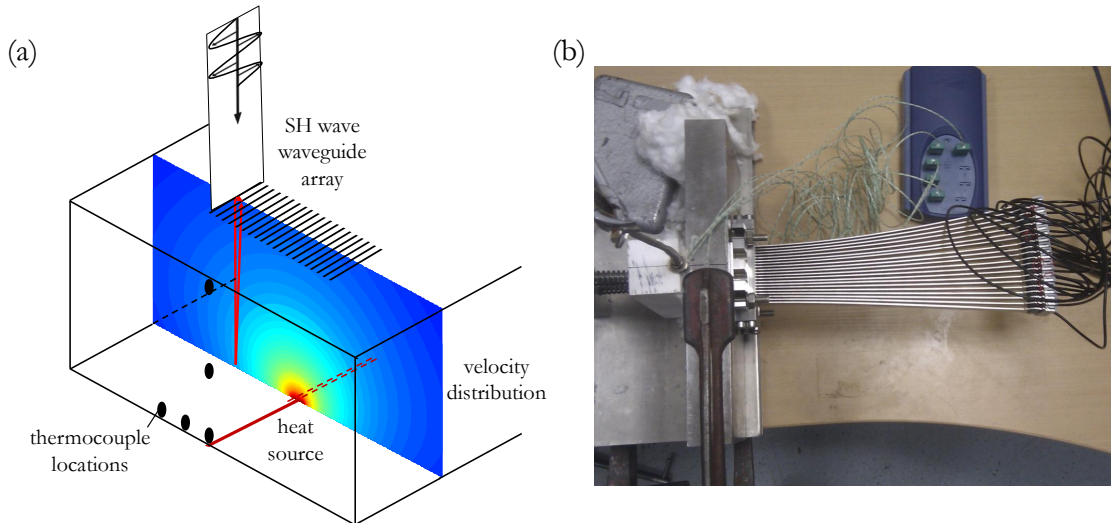 (a)
SH wave
waveguide
array
velocity
distribution
thermocouple
locations
heat
source
(b)